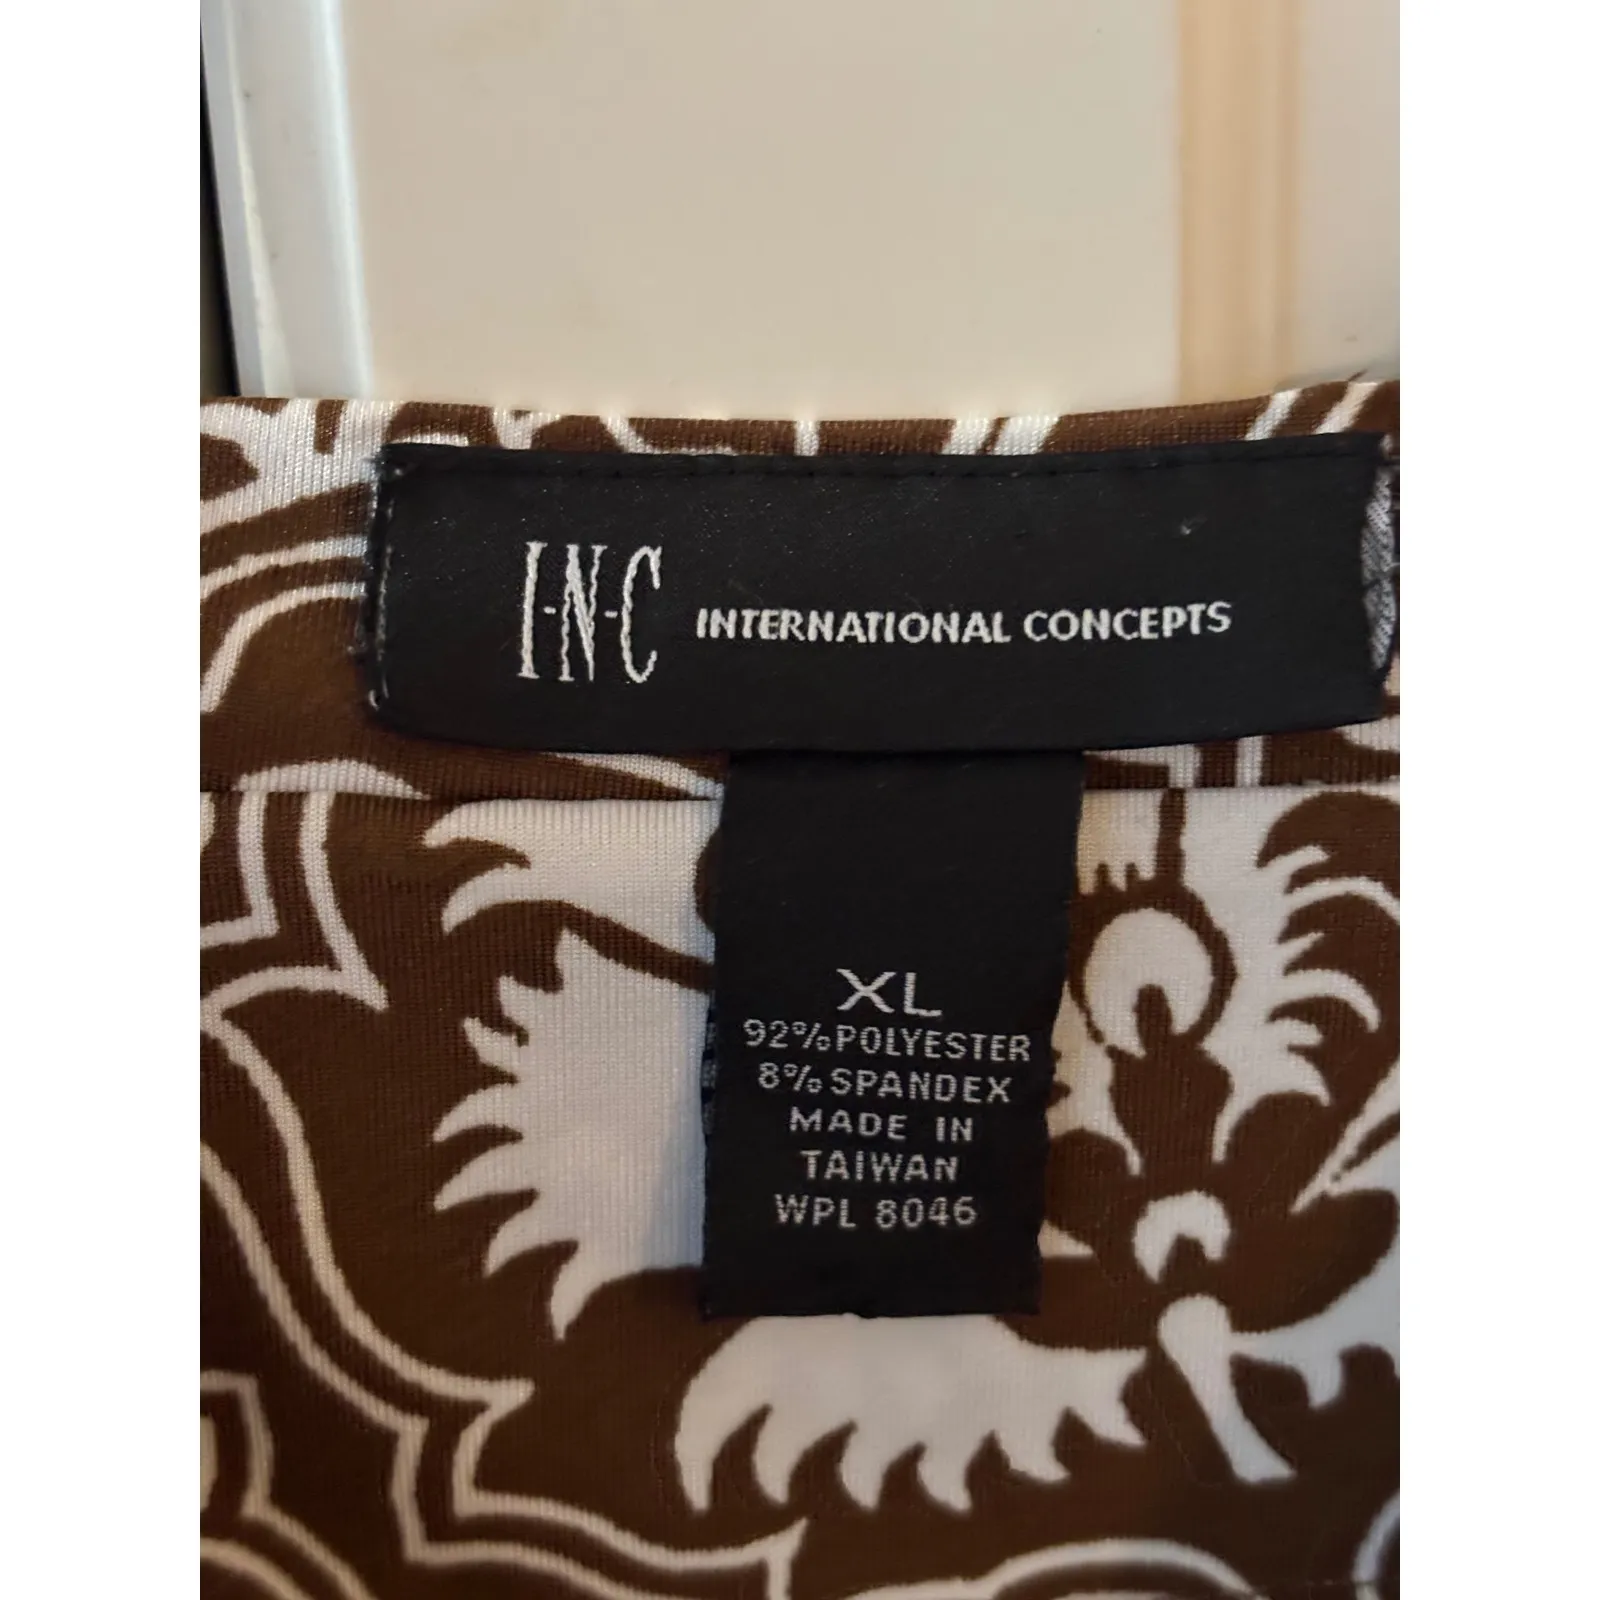 I-N-C INTERNATIONAL CONCEPTS
XL
92% POLYESTER
8% SPANDEX
MADE IN
TAIWAN
WPL 8046